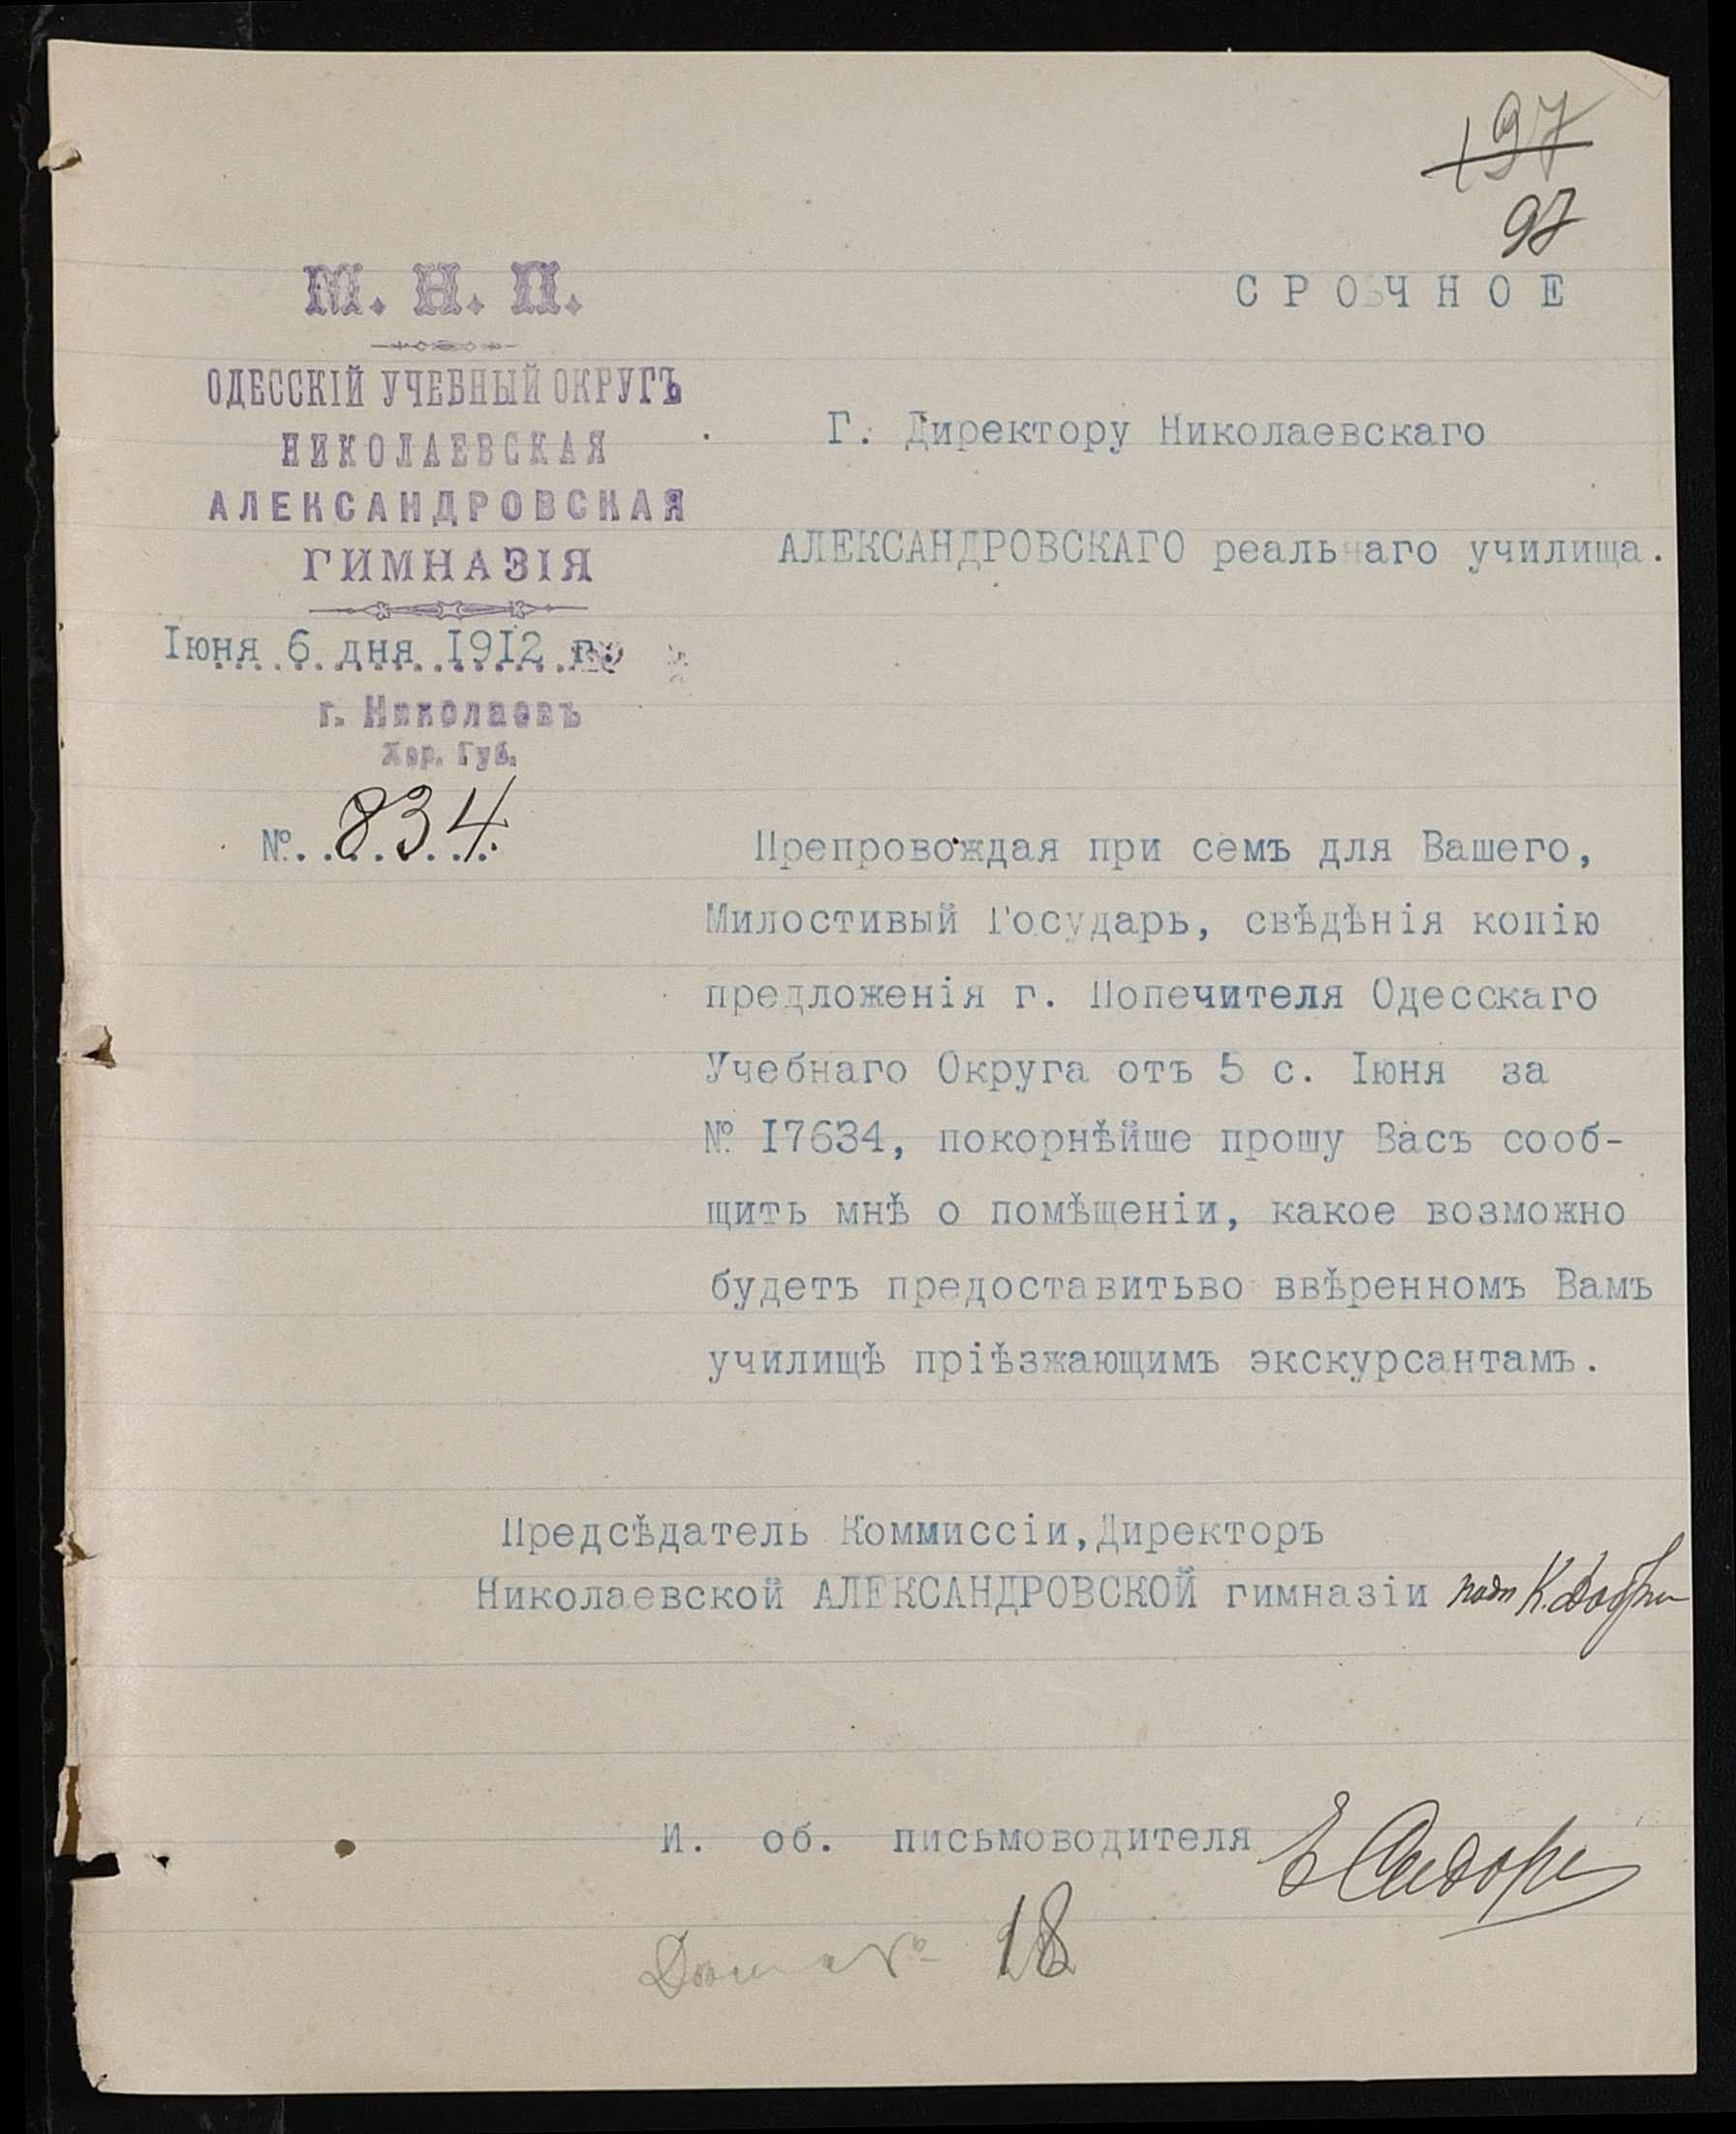 197
97
М. Н. П.
СРОЧНОЕ
ОДЕССКІЙ УЧЕБНЫЙ ОКРУГЪ
НИКОЛАЕВСКАЯ
АЛЕКСАНДРОВСКАЯ
ГИМНАЗІЯ
Іюня 6 дня 1912 г.
г. Николаевъ
Хер. Губ.
№ 834.
Г. Директору Николаевскаго
АЛЕКСАНДРОВСКАГО реальнаго училища.
Препровождая при семъ для Вашего,
Милостивый Государь, свѣдѣнія копію
предложенія г. Попечителя Одесскаго
Учебнаго Округа отъ 5 с. Іюня за
№ 17634, покорнѣйше прошу Васъ сооб-
щить мнѣ о помѣщеніи, какое возможно
будетъ предоставитьво ввѣренномъ Вамъ
училищѣ пріѣзжающимъ экскурсантамъ.
Предсѣдатель Коммиссіи,Директоръ
Николаевской АЛЕКСАНДРОВСКОЙ гимназіи подп К.
И. об. письмоводителя
№ 18